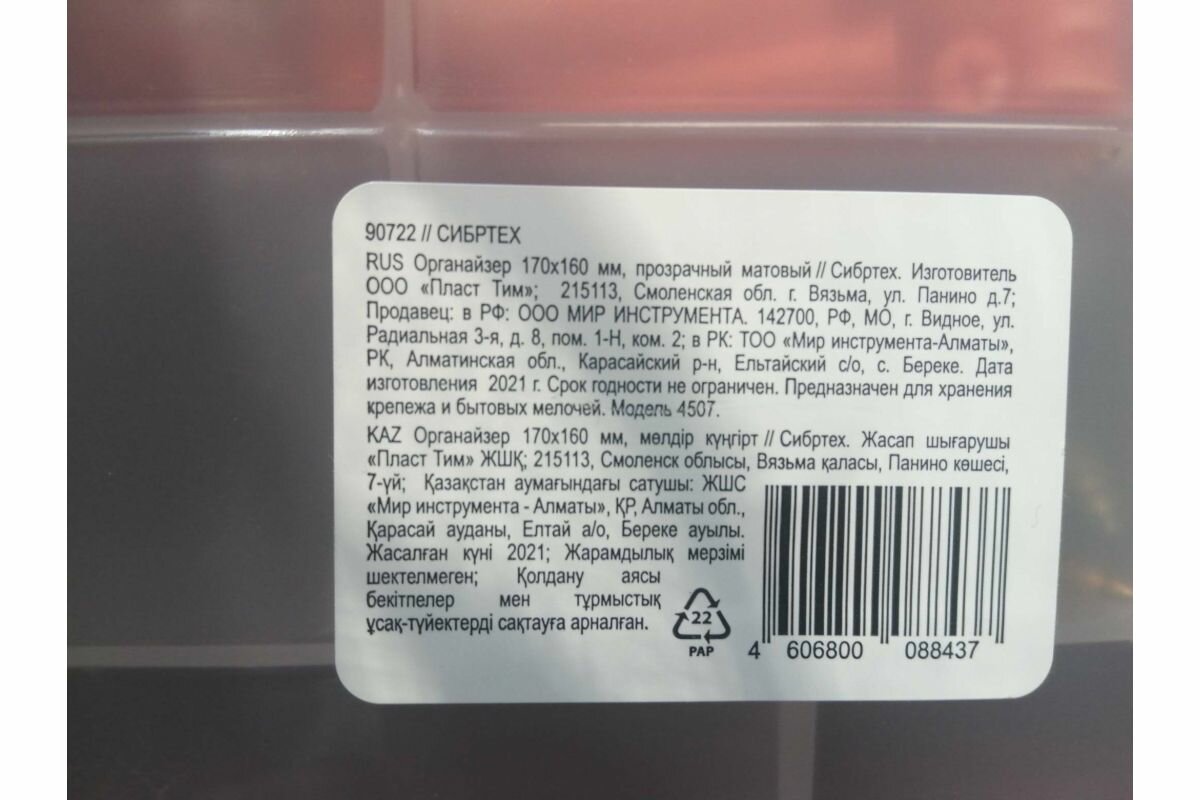 90722 // СИБРТЕХ
RUS Органайзер 170х160 мм, прозрачный матовый // Сибртех. Изготовитель
ООО «Пласт Тим»; 215113, Смоленская обл. г. Вязьма, ул. Панино д.7;
Продавец: в РФ: ООО МИР ИНСТРУМЕНТА. 142700, РФ, МО, г. Видное, ул.
Радиальная 3-я, д. 8, пом. 1-Н, ком. 2; в РК: ТОО «Мир инструмента-Алматы»,
РК, Алматинская обл., Карасайский р-н, Ельтайский с/о, с. Береке. Дата
изготовления 2021 г. Срок годности не ограничен. Предназначен для хранения
крепежа и бытовых мелочей. Модель 4507.
KAZ Органайзер 170х160 мм, мөлдір күңгірт // Сибртех. Жасап шығарушы
«Пласт Тим» ЖШҚ; 215113, Смоленск облысы, Вязьма қаласы, Панино көшесі,
7-үй; Қазақстан аумағындағы сатушы: ЖШС
«Мир инструмента - Алматы», ҚР, Алматы обл.,
Қарасай ауданы, Елтай а/о, Береке ауылы.
Жасалған күні 2021; Жарамдылық мерзімі
шектелмеген; Қолдану аясы
бекітпелер мен тұрмыстық
ұсақ-түйектерді сақтауға арналған.
22
PAP
4 606800 088437